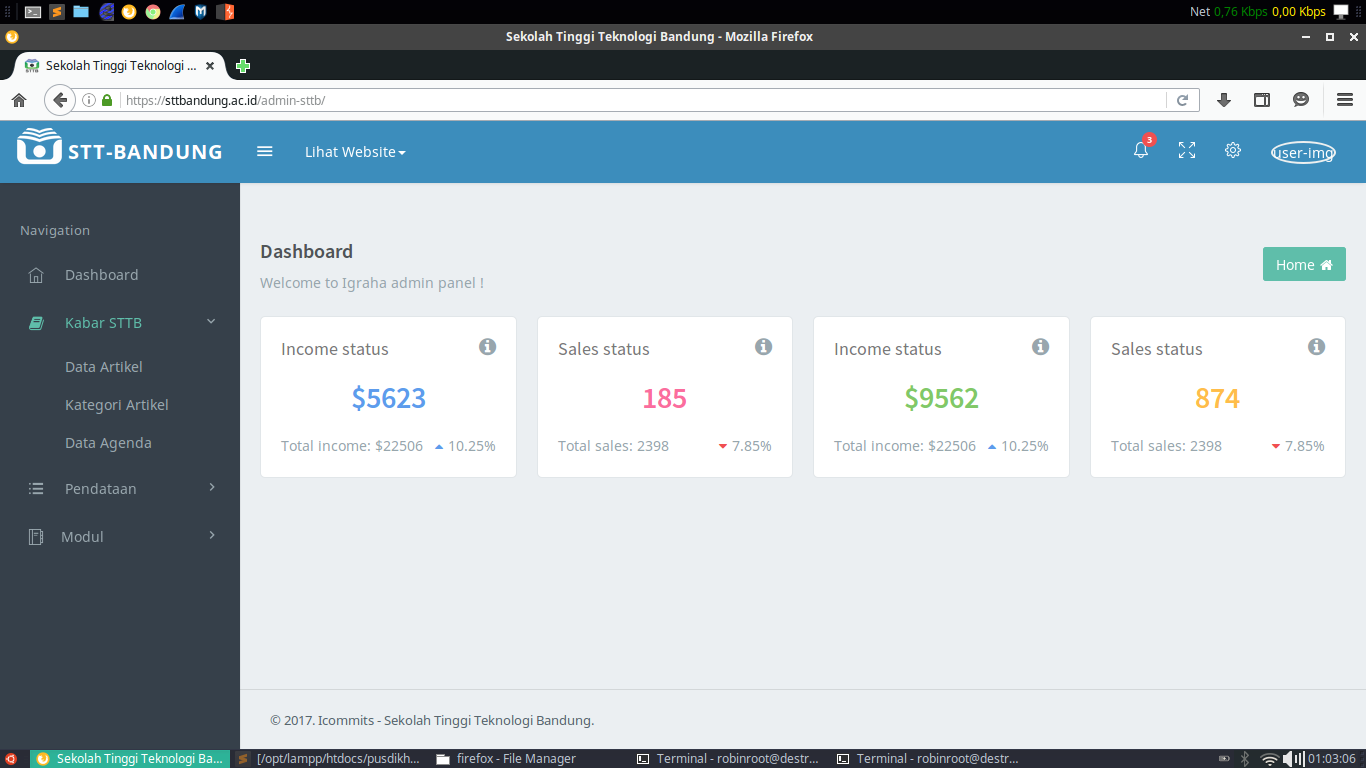 Net 0,76 Kbps 0,00 Kbps
Sekolah Tinggi Teknologi Bandung - Mozilla Firefox
Sekolah Tinggi Teknologi ...
https://sttbandung.ac.id/admin-sttb/
STT-BANDUNG
Lihat Website
3
user-img
Navigation
Dashboard
Kabar STTB
Data Artikel
Kategori Artikel
Data Agenda
Pendataan
Modul
Dashboard
Welcome to Igraha admin panel !
Home
Income status
$5623
Total income: $22506 10.25%
Sales status
185
Total sales: 2398 7.85%
Income status
$9562
Total income: $22506 10.25%
Sales status
874
Total sales: 2398 7.85%
© 2017. Icommits - Sekolah Tinggi Teknologi Bandung.
Sekolah Tinggi Teknologi Ba...
[/opt/lampp/htdocs/pusdikh...
firefox - File Manager
Terminal - robinroot@destr...
Terminal - robinroot@destr...
01:03:06